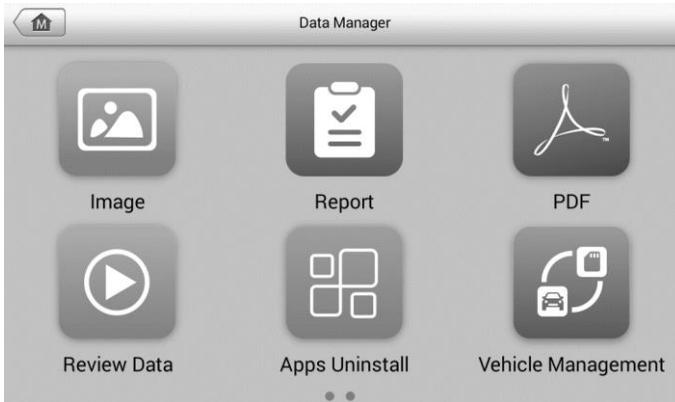 M
Data Manager
Image
Report
PDF
Review Data
Apps Uninstall
Vehicle Management